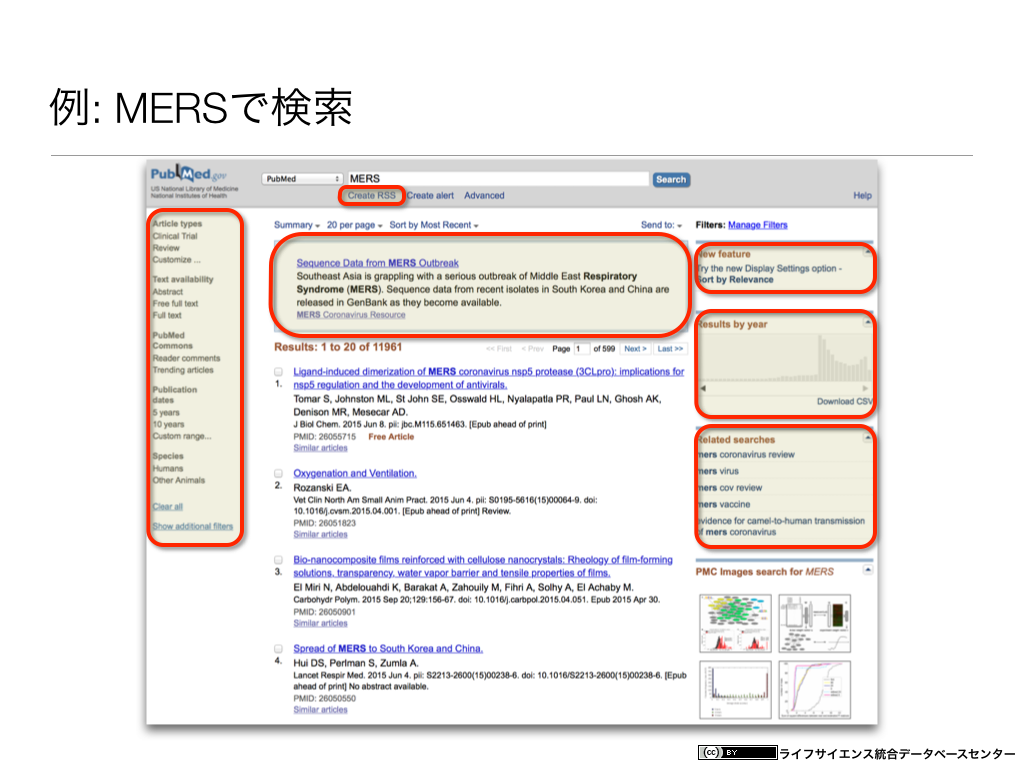 例: MERSで検索
PubMed.gov
US National Library of Medicine
National Institutes of Health
PubMed
MERS
Search
Create RSS Create alert Advanced
Help
Article types
Clinical Trial
Review
Customize ...
Text availability
Abstract
Free full text
Full text
PubMed
Commons
Reader comments
Trending articles
Publication
dates
5 years
10 years
Custom range...
Species
Humans
Other Animals
Clear all
Show additional filters
Summary 20 per page Sort by Most Recent
Send to:
Sequence Data from MERS Outbreak
Southeast Asia is grappling with a serious outbreak of Middle East Respiratory
Syndrome (MERS). Sequence data from recent isolates in South Korea and China are
released in GenBank as they become available.
MERS Coronavirus Resource
Results: 1 to 20 of 11961
<< First < Prev Page 1 of 599 Next > Last >>
1. Ligand-induced dimerization of MERS coronavirus nsp5 protease (3CLpro): implications for
nsp5 regulation and the development of antivirals.
Tomar S, Johnston ML, St John SE, Osswald HL, Nyalapatla PR, Paul LN, Ghosh AK,
Denison MR, Mesecar AD.
J Biol Chem. 2015 Jun 8. pii: jbc.M115.651463. [Epub ahead of print]
PMID: 26055715 Free Article
Similar articles
2. Oxygenation and Ventilation.
Rozanski EA.
Vet Clin North Am Small Anim Pract. 2015 Jun 4. pii: S0195-5616(15)00064-9. doi:
10.1016/j.cvsm.2015.04.001. [Epub ahead of print] Review.
PMID: 26051823
Similar articles
3. Bio-nanocomposite films reinforced with cellulose nanocrystals: Rheology of film-forming
solutions, transparency, water vapor barrier and tensile properties of films.
El Miri N, Abdelouahdi K, Barakat A, Zahouily M, Fihri A, Solhy A, El Achaby M.
Carbohydr Polym. 2015 Sep 20;129:156-67. doi: 10.1016/j.carbpol.2015.04.051. Epub 2015 Apr 30.
PMID: 26050901
Similar articles
4. Spread of MERS to South Korea and China.
Hui DS, Perlman S, Zumla A.
Lancet Respir Med. 2015 Jun 4. pii: S2213-2600(15)00238-6. doi: 10.1016/S2213-2600(15)00238-6. [Epub
ahead of print] No abstract available.
PMID: 26050550
Similar articles
Filters: Manage Filters
New feature
Try the new Display Settings option -
Sort by Relevance
Results by year
Download CSV
Related searches
mers coronavirus review
mers virus
mers cov review
mers vaccine
evidence for camel-to-human transmission
of mers coronavirus
PMC Images search for MERS
(cc) BY
ライフサイエンス統合データベースセンター